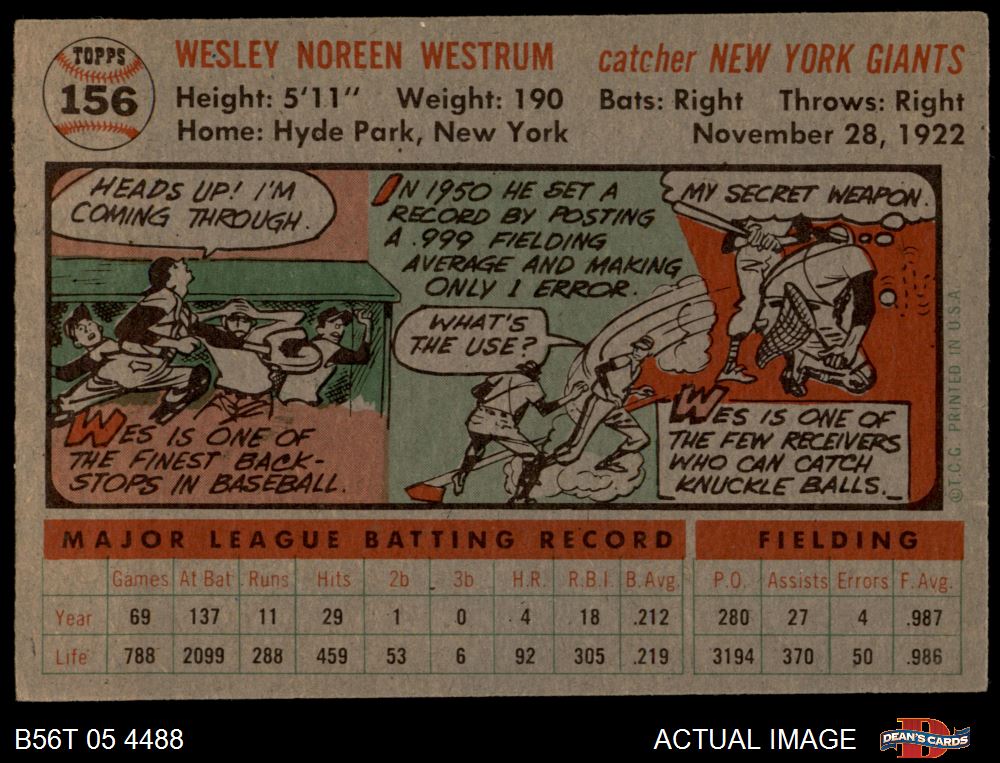 TOPPS
156
WESLEY NOREEN WESTRUM catcher NEW YORK GIANTS
Height: 5'11" Weight: 190 Bats: Right Throws: Right
Home: Hyde Park, New York November 28, 1922
HEADS UP! I'M
COMING THROUGH.
WES IS ONE OF
THE FINEST BACK-
STOPS IN BASEBALL.
IN 1950 HE SET A
RECORD BY POSTING
A .999 FIELDING
AVERAGE AND MAKING
ONLY 1 ERROR.
WHAT'S
THE USE?
MY SECRET WEAPON.
WES IS ONE OF
THE FEW RECEIVERS
WHO CAN CATCH
KNUCKLE BALLS.
©T.C.G. PRINTED IN U.S.A.
MAJOR LEAGUE BATTING RECORD FIELDING
Games At Bat Runs Hits 2b 3b H.R. R.B.I. B.Avg. P.O. Assists Errors F. Avg.
Year 69 137 11 29 1 0 4 18 .212 280 27 4 .987
Life 788 2099 288 459 53 6 92 305 .219 3194 370 50 .986
B56T 05 4488 ACTUAL IMAGE DEAN'S CARDS